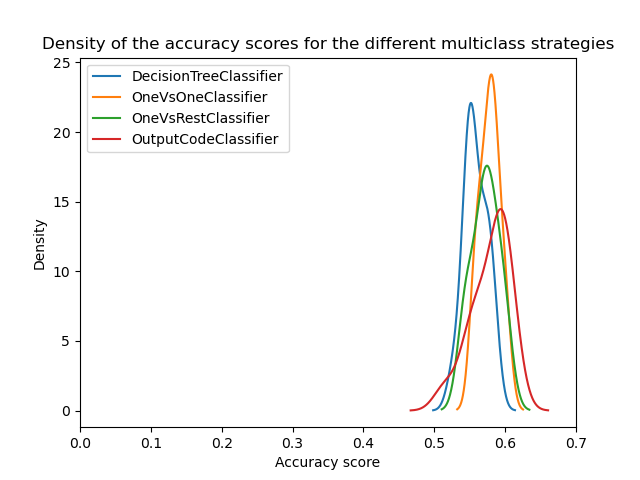 Density of the accuracy scores for the different multiclass strategies
DecisionTreeClassifier
OneVsOneClassifier
OneVsRestClassifier
OutputCodeClassifier
25
20
15
10
5
0
Density
0.0 0.1 0.2 0.3 0.4 0.5 0.6 0.7
Accuracy score